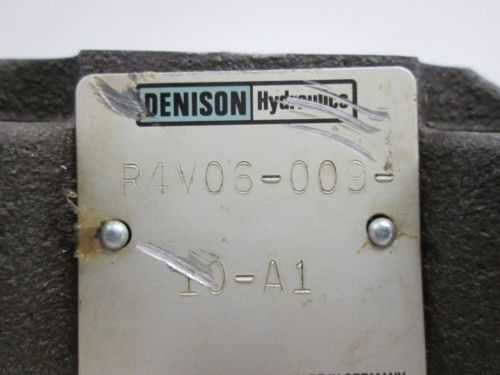 DENISON Hydraulics
R4V06-009-
10-A1